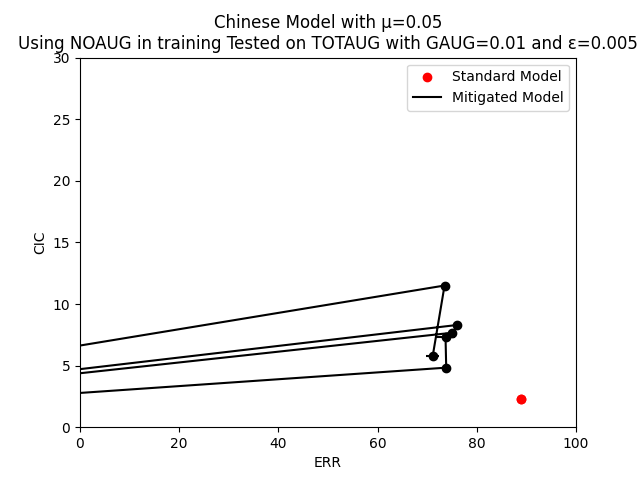 Chinese Model with μ=0.05
Using NOAUG in training Tested on TOTAUG with GAUG=0.01 and ε=0.005
Standard Model
Mitigated Model
30
25
20
15
10
5
0
CIC
0 20 40 60 80 100
ERR